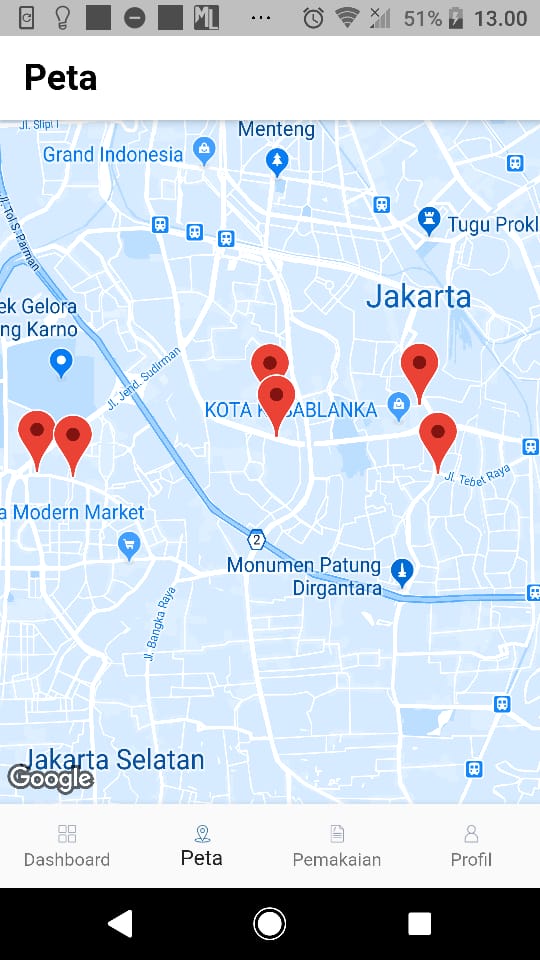 51% 13.00
Peta
Jl. Slipi I
Menteng
Grand Indonesia
Jl. Tol S. Parman
Tugu Prokl
Jakarta
ek Gelora
ng Karno
Jl. Jend. Sudirman
KOTA K SABLANKA
Jl. Tebet Raya
a Modern Market
2
Monumen Patung
Dirgantara
Jl. Bangka Raya
Jakarta Selatan
Google
Dashboard Peta Pemakaian Profil